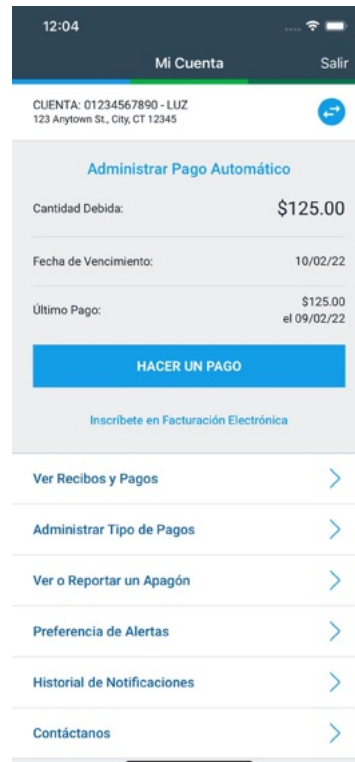 12:04
Mi Cuenta
Salir
CUENTA: 01234567890 - LUZ
123 Anytown St., City, CT 12345
Administrar Pago Automático
Cantidad Debida: $125.00
Fecha de Vencimiento: 10/02/22
Último Pago: $125.00
el 09/02/22
HACER UN PAGO
Inscríbete en Facturación Electrónica
Ver Recibos y Pagos
Administrar Tipo de Pagos
Ver o Reportar un Apagón
Preferencia de Alertas
Historial de Notificaciones
Contáctanos